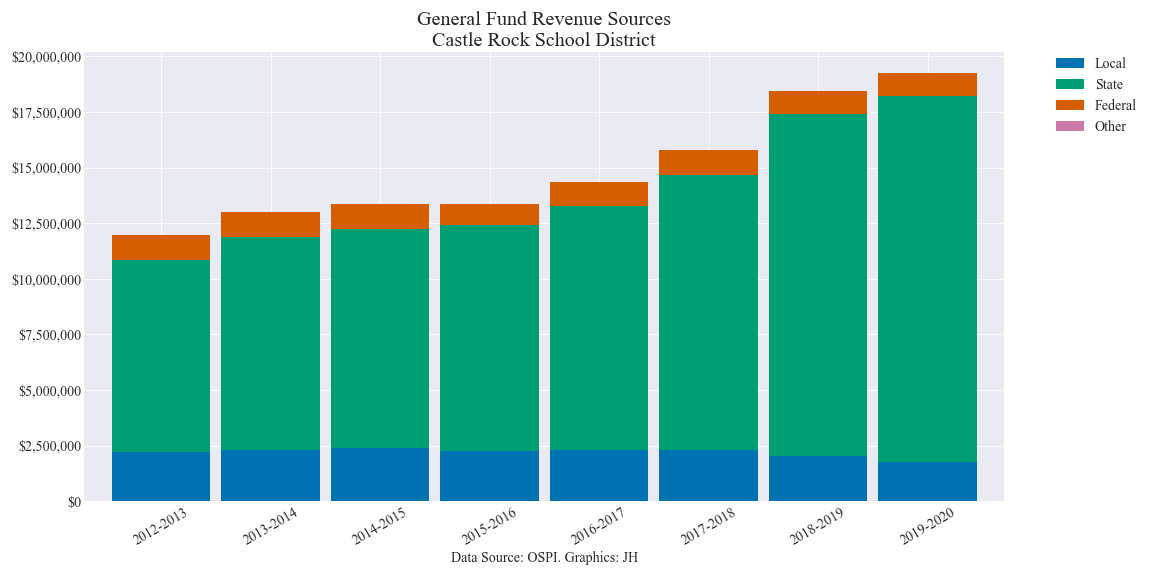 General Fund Revenue Sources
Castle Rock School District
$20,000,000
$17,500,000
$15,000,000
$12,500,000
$10,000,000
$7,500,000
$5,000,000
$2,500,000
$0
2012-2013
2013-2014
2014-2015
2015-2016
2016-2017
2017-2018
2018-2019
2019-2020
Data Source: OSPI. Graphics: JH
Local
State
Federal
Other